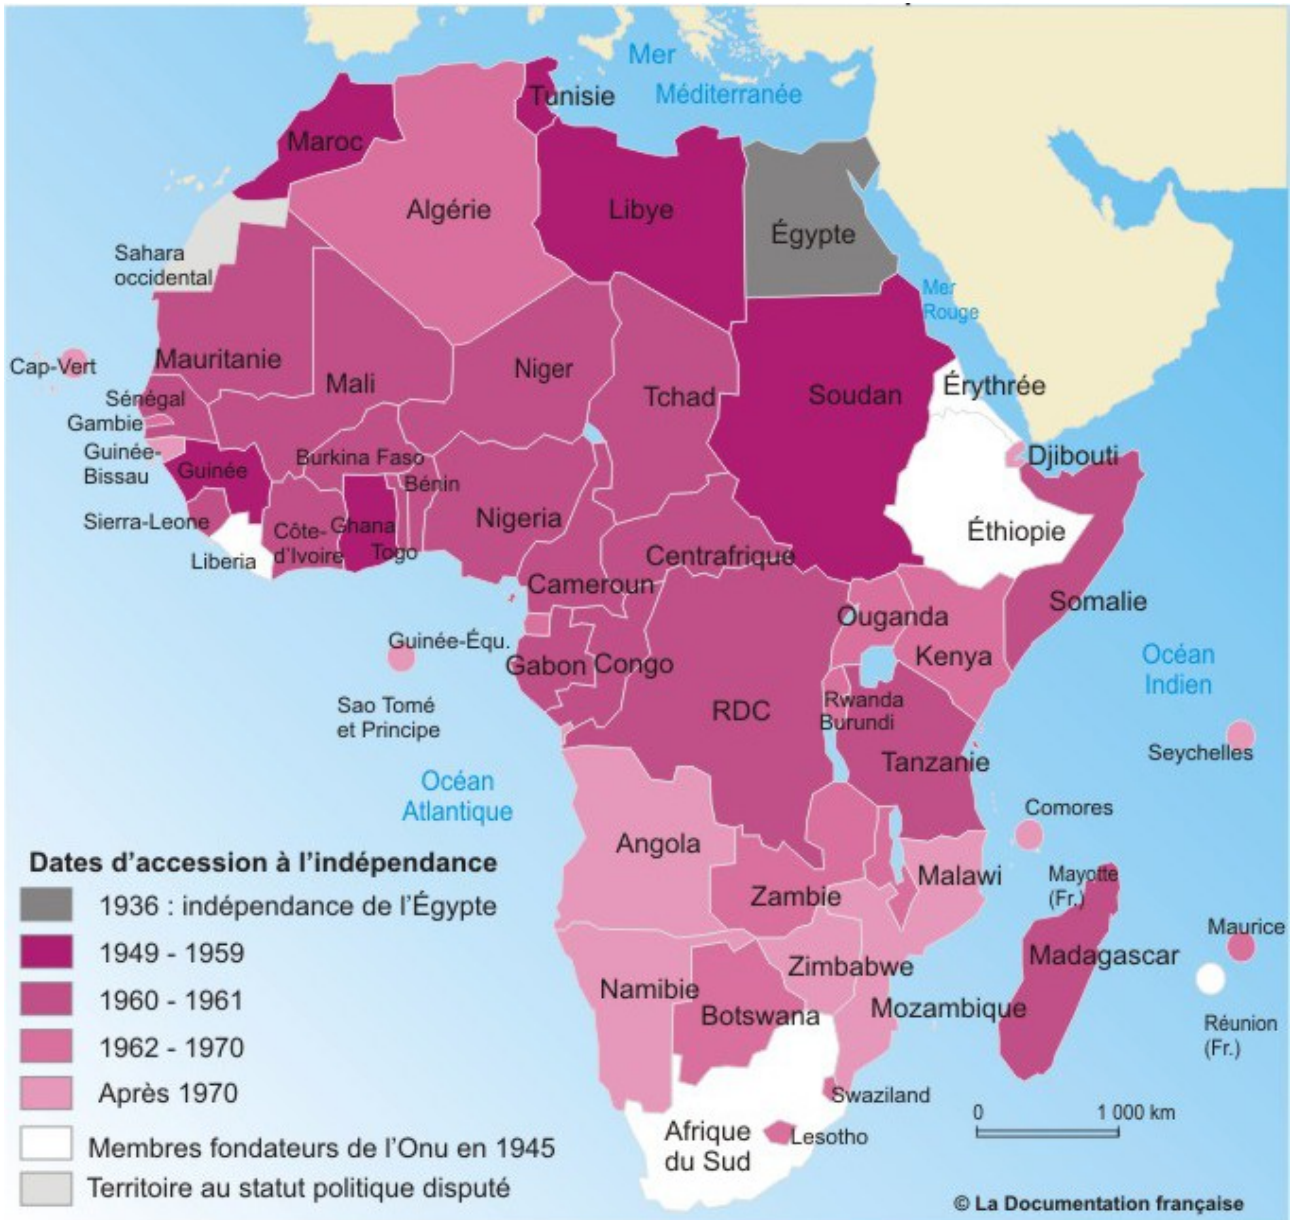 Mer
Méditerranée
Tunisie
Maroc
Algérie
Libye
Égypte
Sahara
occidental
Mer
Rouge
Mauritanie
Cap-Vert
Mali
Niger
Tchad
Soudan
Érythrée
Sénégal
Gambie
Guinée-
Bissau
Guinée
Burkina Faso
Bénin
Djibouti
Sierra-Leone
Liberia
Côte-
d'Ivoire
Ghana
Togo
Nigeria
Centrafrique
Éthiopie
Cameroun
Somalie
Ouganda
Kenya
Guinée-Équ.
Gabon
Congo
Océan
Indien
Sao Tomé
et Principe
RDC
Rwanda
Burundi
Seychelles
Tanzanie
Océan
Atlantique
Comores
Angola
Malawi
Mayotte
(Fr.)
Zambie
Maurice
Madagascar
Zimbabwe
Namibie
Botswana
Mozambique
Réunion
(Fr.)
Swaziland
Afrique
du Sud
Lesotho
0 1 000 km
Dates d'accession à l'indépendance
1936 : indépendance de l'Égypte
1949 - 1959
1960 - 1961
1962 - 1970
Après 1970
Membres fondateurs de l'Onu en 1945
Territoire au statut politique disputé
© La Documentation française